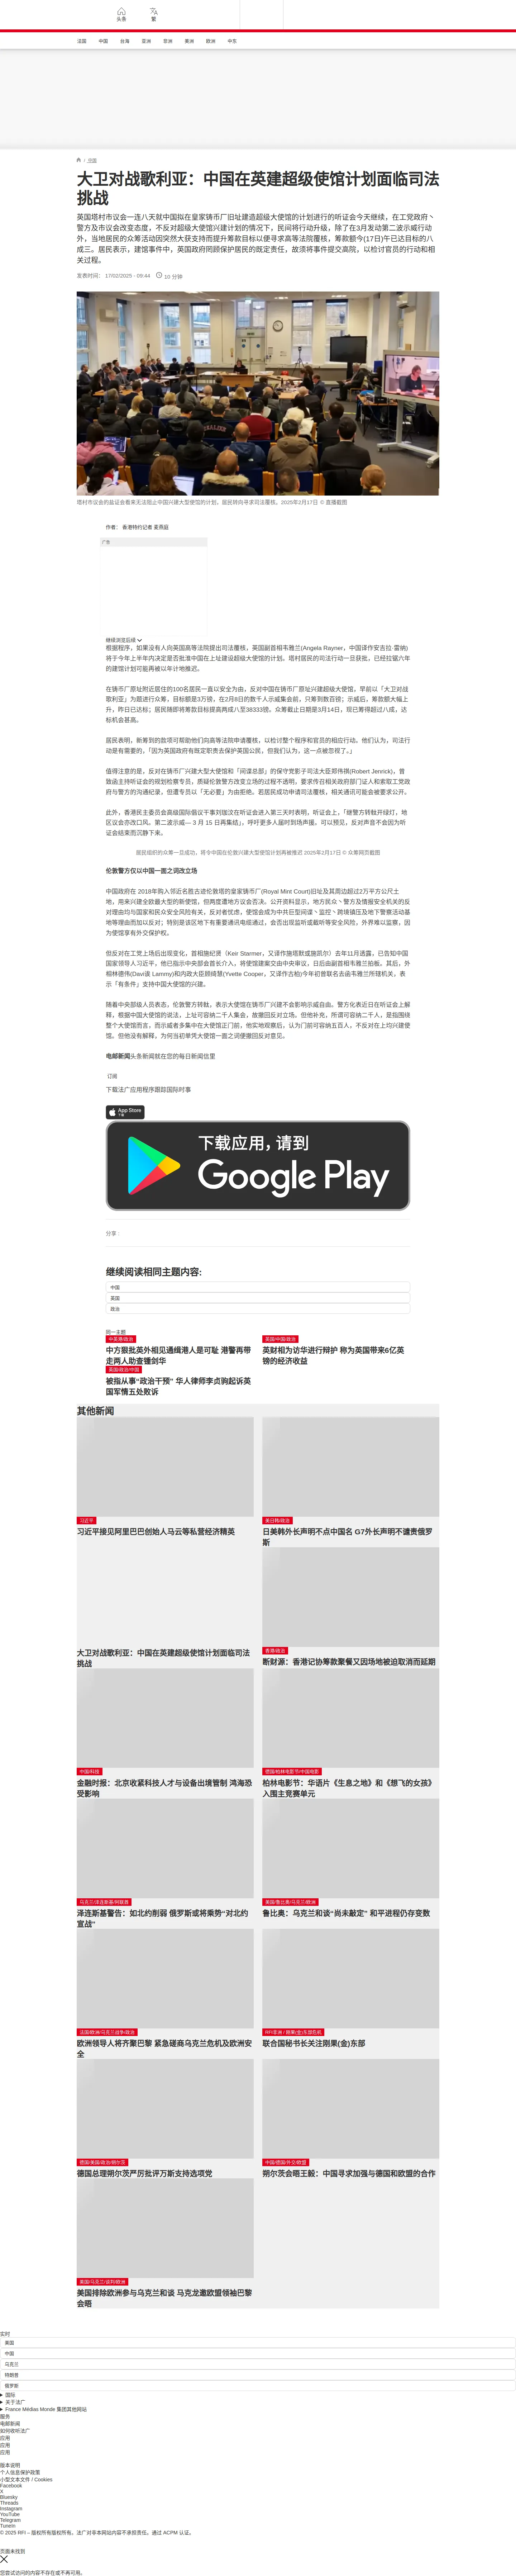 头条
繁
法国
中国
台海
亚洲
非洲
美洲
欧洲
中东
/ 中国
大卫对战歌利亚：中国在英建超级使馆计划面临司法
挑战
英国塔村市议会一连八天就中国拟在皇家铸币厂旧址建造超级大使馆的计划进行的听证会今天继续，在工党政府丶
警方及市议会改变态度，不反对超级大使馆兴建计划的情况下，民间将行动升级，除了在3月发动第二波示威行动
外，当地居民的众筹活动因突然大获支持而提升筹款目标以便寻求高等法院覆核，筹款额今(17日)午已达目标的八
成三。居民表示，建馆事件中，英国政府罔顾保护居民的既定责任，故须将事件提交高院，以检讨官员的行动和相
关过程。
发表时间： 17/02/2025 - 09:44
10 分钟
塔村市议会的兹证会看来无法阻止中国兴建大型使馆的计划，居民转向寻求司法覆核。2025年2月17日 © 直播截图
作者： 香港特约记者 麦燕庭
广告
继续浏览后续
根据程序，如果没有人向英国高等法院提出司法覆核，英国副首相韦雅兰(Angela Rayner，中国译作安吉拉·雷纳)
将于今年上半年内决定是否批准中国在上址建设超级大使馆的计划。塔村居民的司法行动一旦获批，已经拉锯六年
的建馆计划可能再被以年计地推迟。
在铸币厂原址附近居住的100名居民一直以安全为由，反对中国在铸币厂原址兴建超级大使馆，早前以「大卫对战
歌利亚」为题进行众筹，目标额是3万镑，在2月8日的数千人示威集会前，只筹到数百镑；示威后，筹款额大幅上
升，昨日已达标；居民随即将筹款目标提高两成八至38333镑。众筹截止日期是3月14日，现已筹得超过八成，达
标机会甚高。
居民表明，新筹到的款项可帮助他们向高等法院申请覆核，以检讨整个程序和官员的相应行动。他们认为，司法行
动是有需要的，「因为英国政府有既定职责去保护英国公民，但我们认为，这一点被忽视了。」
值得注意的是，反对在铸币厂兴建大型大使馆和「间谍总部」的保守党影子司法大臣郑伟祺(Robert Jenrick)，曾
致函主持听证会的规划检察专员，质疑伦敦警方改变立场的过程不透明，要求传召相关政府部门证人和索取工党政
府与警方的沟通纪录，但遭专员以「无必要」为由拒绝。若居民成功申请司法覆核，相关通讯可能会被要求公开。
此外，香港民主委员会高级国际倡议干事刘珈汶在听证会进入第三天时表明，听证会上，「继警方转軚开绿灯，地
区议会亦改口风。第二波示威— 3 月 15 日再集结」，呼吁更多人届时到场声援。可以预见，反对声音不会因为听
证会结束而沉静下来。
居民组织的众筹一旦成功，将令中国在伦敦兴建大型使馆计划再被推迟 2025年2月17日 © 众筹网页截图
伦敦警方仅以中国一面之词改立场
中国政府在 2018年购入邻近名胜古迹伦敦塔的皇家铸币厂(Royal Mint Court)旧址及其周边超过2万平方公尺土
地，用来兴建全欧最大型的新使馆，但两度遭地方议会否决。公开资料显示，地方民众丶警方及情报安全机关的反
对理由均与国家和民众安全风险有关，反对者忧虑，使馆会成为中共巨型间谍丶监控丶跨境镇压及地下警察活动基
地等理由而加以反对；特别是该区地下有重要通讯电缆通过，会否出现监听或截听等安全风险，外界难以监察，因
为使馆享有外交保护权。
但反对在工党上场后出现变化，首相施纪贤（Keir Starmer，又译作施塔默或施凯尔）去年11月透露，已告知中国
国家领导人习近平，他已指示中央部会首长介入，将使馆建案交由中央审议，日后由副首相韦雅兰拍板。其后，外
相林德伟(Davi读 Lammy)和内政大臣顾绮慧(Yvette Cooper，又译作古柏)今年初曾联名去函韦雅兰所辖机关，表
示「有条件」支持中国大使馆的兴建。
随着中央部级人员表态，伦敦警方转軚，表示大使馆在铸币厂兴建不会影响示威自由。警方化表近日在听证会上解
释，根据中国大使馆的说法，上址可容纳二千人集会，故撤回反对立场。但他补充，所谓可容纳二千人，是指围绕
整个大使馆而言，而示威者多集中在大使馆正门前，他实地观察后，认为门前可容纳五百人，不反对在上均兴建使
馆。但他没有解释，为何当初单凭大使馆一面之词便撤回反对意见。
电邮新闻头条新闻就在您的每日新闻信里
订阅
下载法广应用程序跟踪国际时事
App Store
下载
下载应用，请到
Google Play
分享 :
继续阅读相同主题内容:
中国
英国
政治
同一主题
中英港/政治
中方狠批英外相见通缉港人是可耻 港警再带
走两人助查锺剑华
英国/中国/政治
英财相为访华进行辩护 称为英国带来6亿英
镑的经济收益
英国/政治/中国
被指从事“政治干预” 华人律师李贞驹起诉英
国军情五处败诉
其他新闻
习近平
习近平接见阿里巴巴创始人马云等私营经济精英
美日韩/政治
日美韩外长声明不点中国名 G7外长声明不谴责俄罗
斯
大卫对战歌利亚：中国在英建超级使馆计划面临司法
挑战
香港/政治
断财源：香港记协筹款聚餐又因场地被迫取消而延期
中国/科技
金融时报：北京收紧科技人才与设备出境管制 鸿海恐
受影响
德国/柏林电影节/中国电影
柏林电影节：华语片《生息之地》和《想飞的女孩》
入围主竞赛单元
乌克兰/泽连斯基/阿联酋
泽连斯基警告：如北约削弱 俄罗斯或将乘势“对北约
宣战”
美国/鲁比奥/乌克兰/欧洲
鲁比奥：乌克兰和谈“尚未敲定” 和平进程仍存变数
法国/欧洲/乌克兰战争/政治
欧洲领导人将齐聚巴黎 紧急磋商乌克兰危机及欧洲安
全
RFI/非洲 / 刚果(金)东部危机
联合国秘书长关注刚果(金)东部
德国/美国/政治/朔尔茨
德国总理朔尔茨严厉批评万斯支持选项党
中国/德国/外交/欧盟
朔尔茨会晤王毅：中国寻求加强与德国和欧盟的合作
美国/乌克兰/谈判/欧洲
美国排除欧洲参与乌克兰和谈 马克龙邀欧盟领袖巴黎
会晤
实时
美国
中国
乌克兰
特朗普
俄罗斯
国际
关于法广
France Médias Monde 集团其他网站
服务
电邮新闻
如何收听法广
应用
应用
应用
版本说明
个人信息保护政策
小型文本文件 / Cookies
Facebook
X
Bluesky
Threads
Instagram
YouTube
Telegram
TuneIn
© 2025 RFI – 版权所有版权所有。法广对非本网站内容不承担责任。通过 ACPM 认证。
页面未找到
您尝试访问的内容不存在或不再可用。